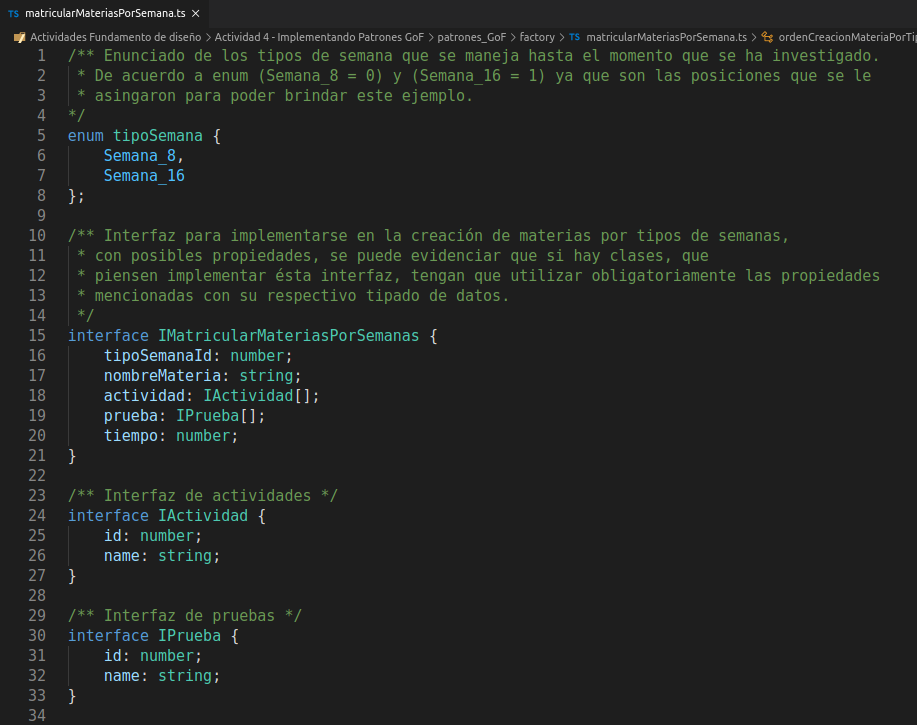 TS matricularMateriasPorSemana.ts ×
Actividades Fundamento de diseño > Actividad 4 - Implementando Patrones GoF > patrones_GoF > factory > TS matricularMateriasPorSemana.ts > ordenCreacionMateriaPorTip
1 /** Enunciado de los tipos de semana que se maneja hasta el momento que se ha investigado.
2 * De acuerdo a enum (Semana_8 = 0) y (Semana_16 = 1) ya que son las posiciones que se le
3 * asingaron para poder brindar este ejemplo.
4 */
5 enum tipoSemana {
6 Semana_8,
7 Semana_16
8 };
9
10 /** Interfaz para implementarse en la creación de materias por tipos de semanas,
11 * con posibles propiedades, se puede evidenciar que si hay clases, que
12 * piensen implementar ésta interfaz, tengan que utilizar obligatoriamente las propiedades
13 * mencionadas con su respectivo tipado de datos.
14 */
15 interface IMatricularMateriasPorSemanas {
16 tipoSemanaId: number;
17 nombreMateria: string;
18 actividad: IActividad[];
19 prueba: IPrueba[];
20 tiempo: number;
21 }
22
23 /** Interfaz de actividades */
24 interface IActividad {
25 id: number;
26 name: string;
27 }
28
29 /** Interfaz de pruebas */
30 interface IPrueba {
31 id: number;
32 name: string;
33 }
34